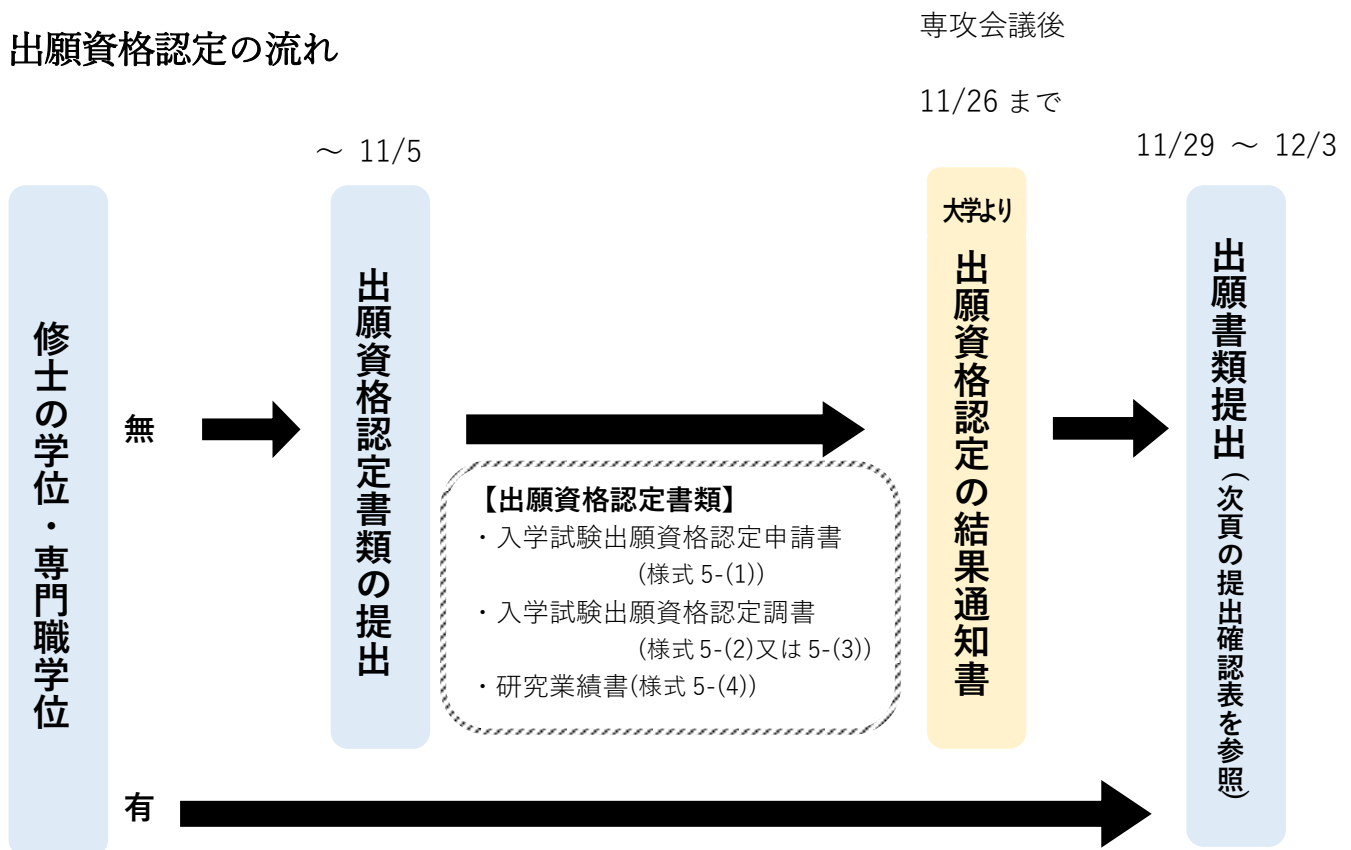 出願資格認定の流れ
専攻会議後
11/26 まで
～ 11/5
11/29 ～ 12/3
修士の学位・専門職学位
無
有
出願資格認定書類の提出
【出願資格認定書類】
・入学試験出願資格認定申請書
(様式 5-(1))
・入学試験出願資格認定調書
(様式 5-(2)又は 5-(3))
・研究業績書(様式 5-(4))
大学より
出願資格認定の結果通知書
出願書類提出（次頁の提出確認表を参照）